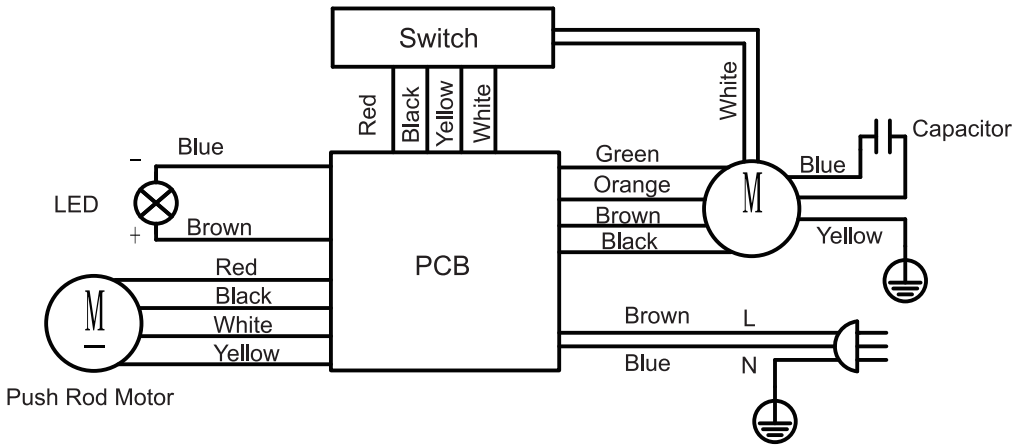 Switch
Red
Black
Yellow
White
White
Capacitor
Blue
Yellow
M
Green
Orange
Brown
Black
PCB
− Blue
LED
+ Brown
Red
Black
White
Yellow
M
Push Rod Motor
Brown L
Blue N